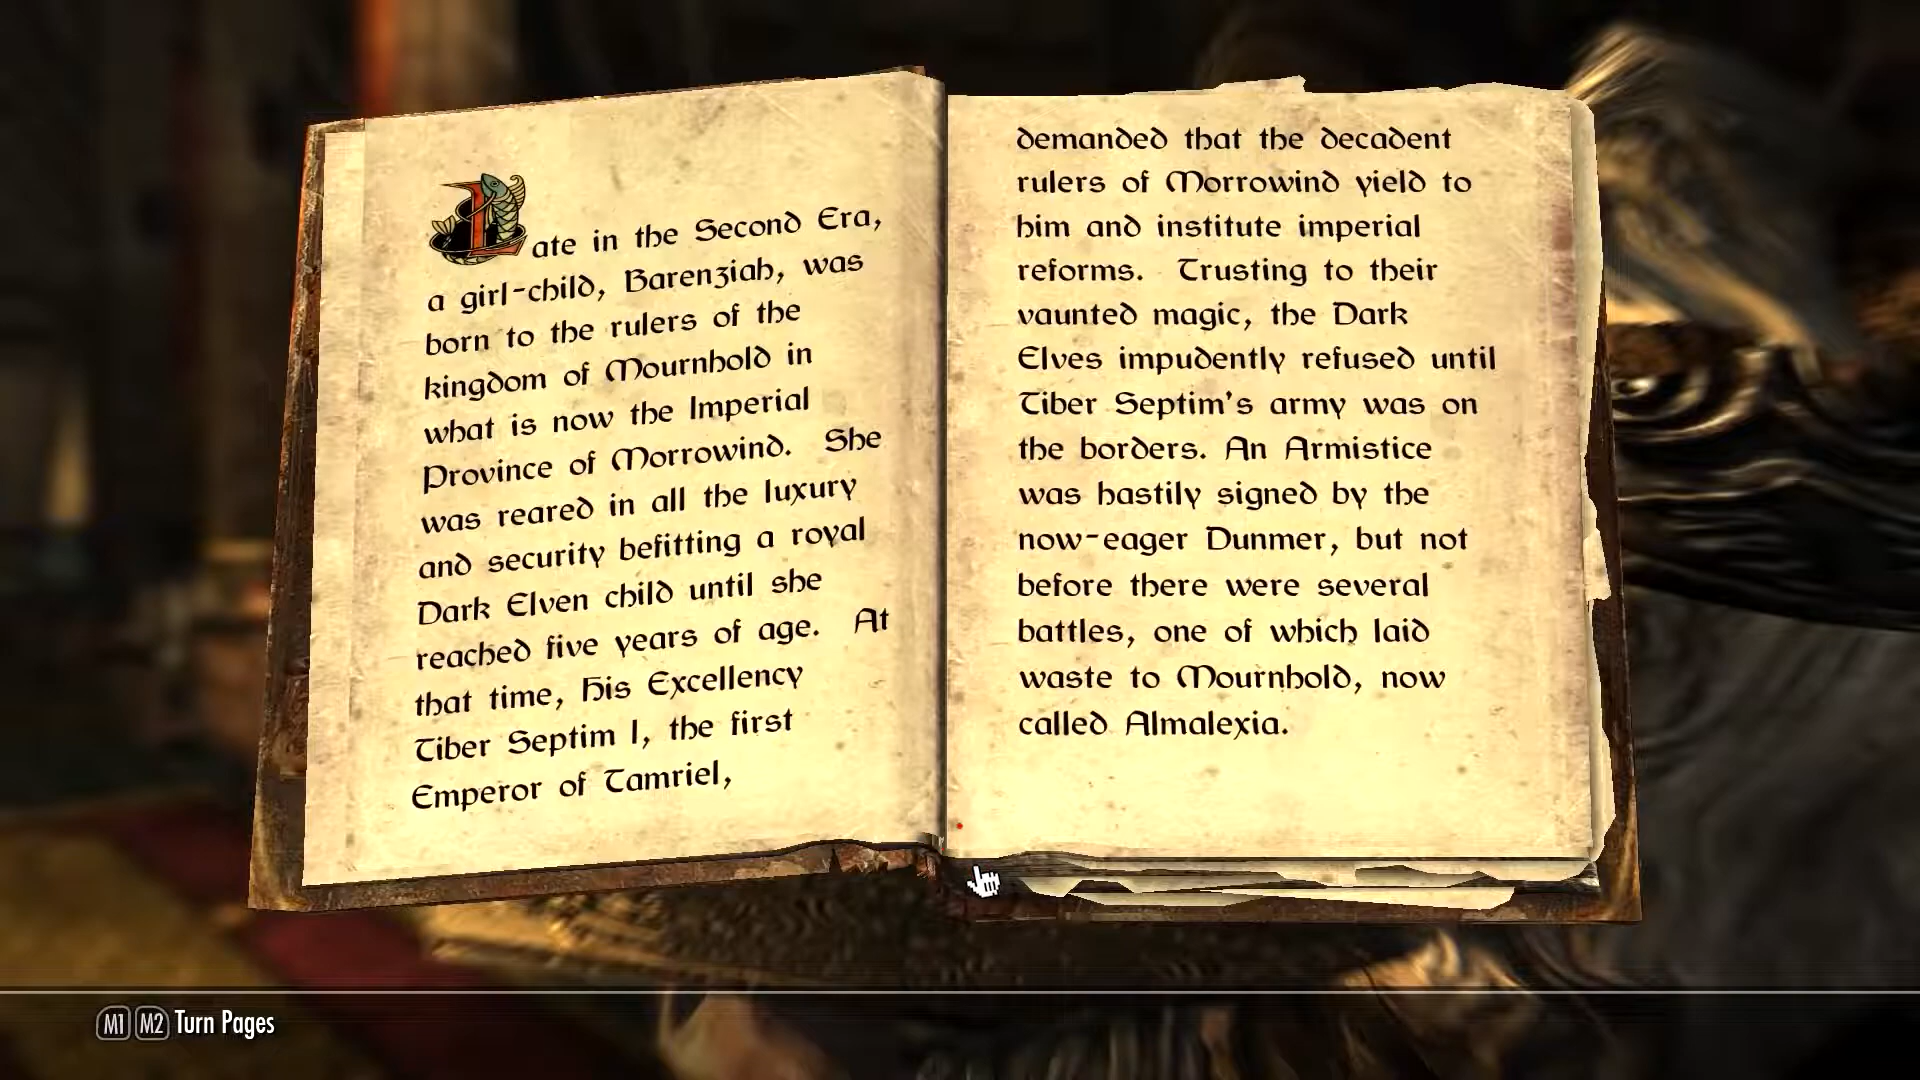 Late in the Second Era,
a girl-child, Barenziah, was
born to the rulers of the
kingdom of Mournhold in
what is now the Imperial
Province of Morrowind. She
was reared in all the luxury
and security befitting a royal
Dark Elven child until she
reached five years of age. At
that time, His Excellency
Tiber Septim I, the first
Emperor of Tamriel,
demanded that the decadent
rulers of Morrowind yield to
him and institute imperial
reforms. Trusting to their
vaunted magic, the Dark
Elves impudently refused until
Tiber Septim's army was on
the borders. An Armistice
was hastily signed by the
now-eager Dunmer, but not
before there were several
battles, one of which laid
waste to Mournhold, now
called Almalexia.
M1 M2 Turn Pages